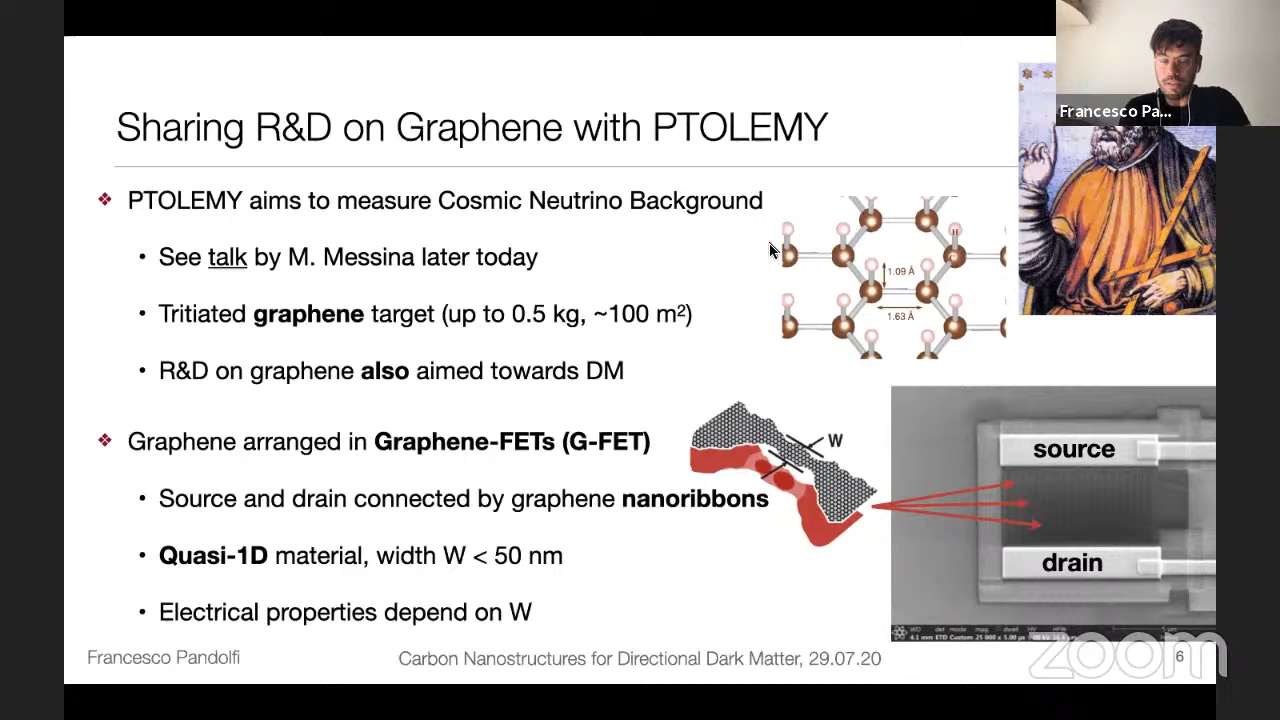 Francesco Pa...
Sharing R&D on Graphene with PTOLEMY
❖ PTOLEMY aims to measure Cosmic Neutrino Background
• See talk by M. Messina later today
• Tritiated graphene target (up to 0.5 kg, ~100 m²)
• R&D on graphene also aimed towards DM
H
C
1.09 Å
1.63 Å
❖ Graphene arranged in Graphene-FETs (G-FET)
• Source and drain connected by graphene nanoribbons
• Quasi-1D material, width W < 50 nm
• Electrical properties depend on W
W
source
drain
Francesco Pandolfi
Carbon Nanostructures for Directional Dark Matter, 29.07.20
6
zoom